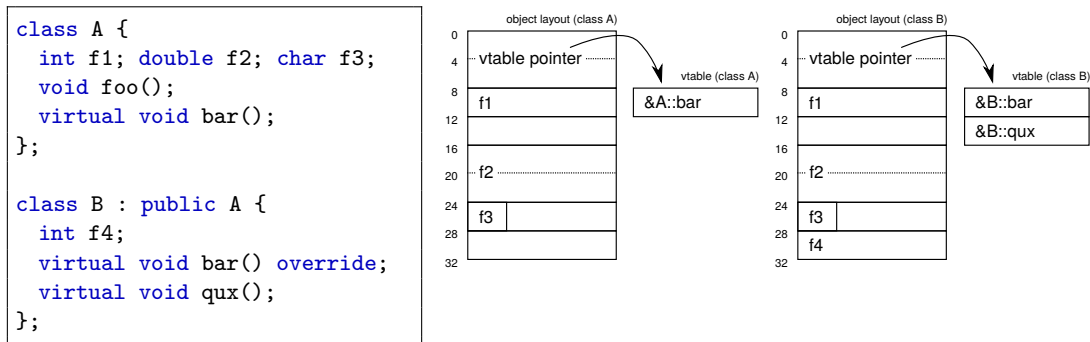 class A {
int f1; double f2; char f3;
void foo();
virtual void bar();
};
class B : public A {
int f4;
virtual void bar() override;
virtual void qux();
};
object layout (class A)
0
4
8
12
16
20
24
28
32
vtable pointer
f1
f2
f3
vtable (class A)
&A::bar
object layout (class B)
0
4
8
12
16
20
24
28
32
vtable pointer
f1
f2
f3
f4
vtable (class B)
&B::bar
&B::qux